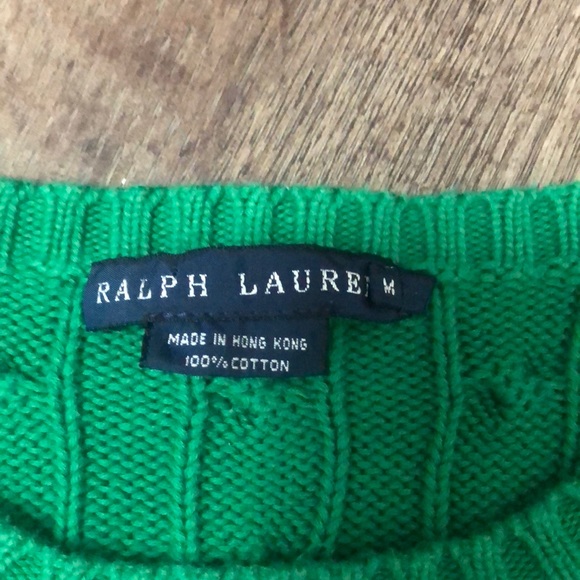 RALPH LAURE M
MADE IN HONG KONG
100% COTTON